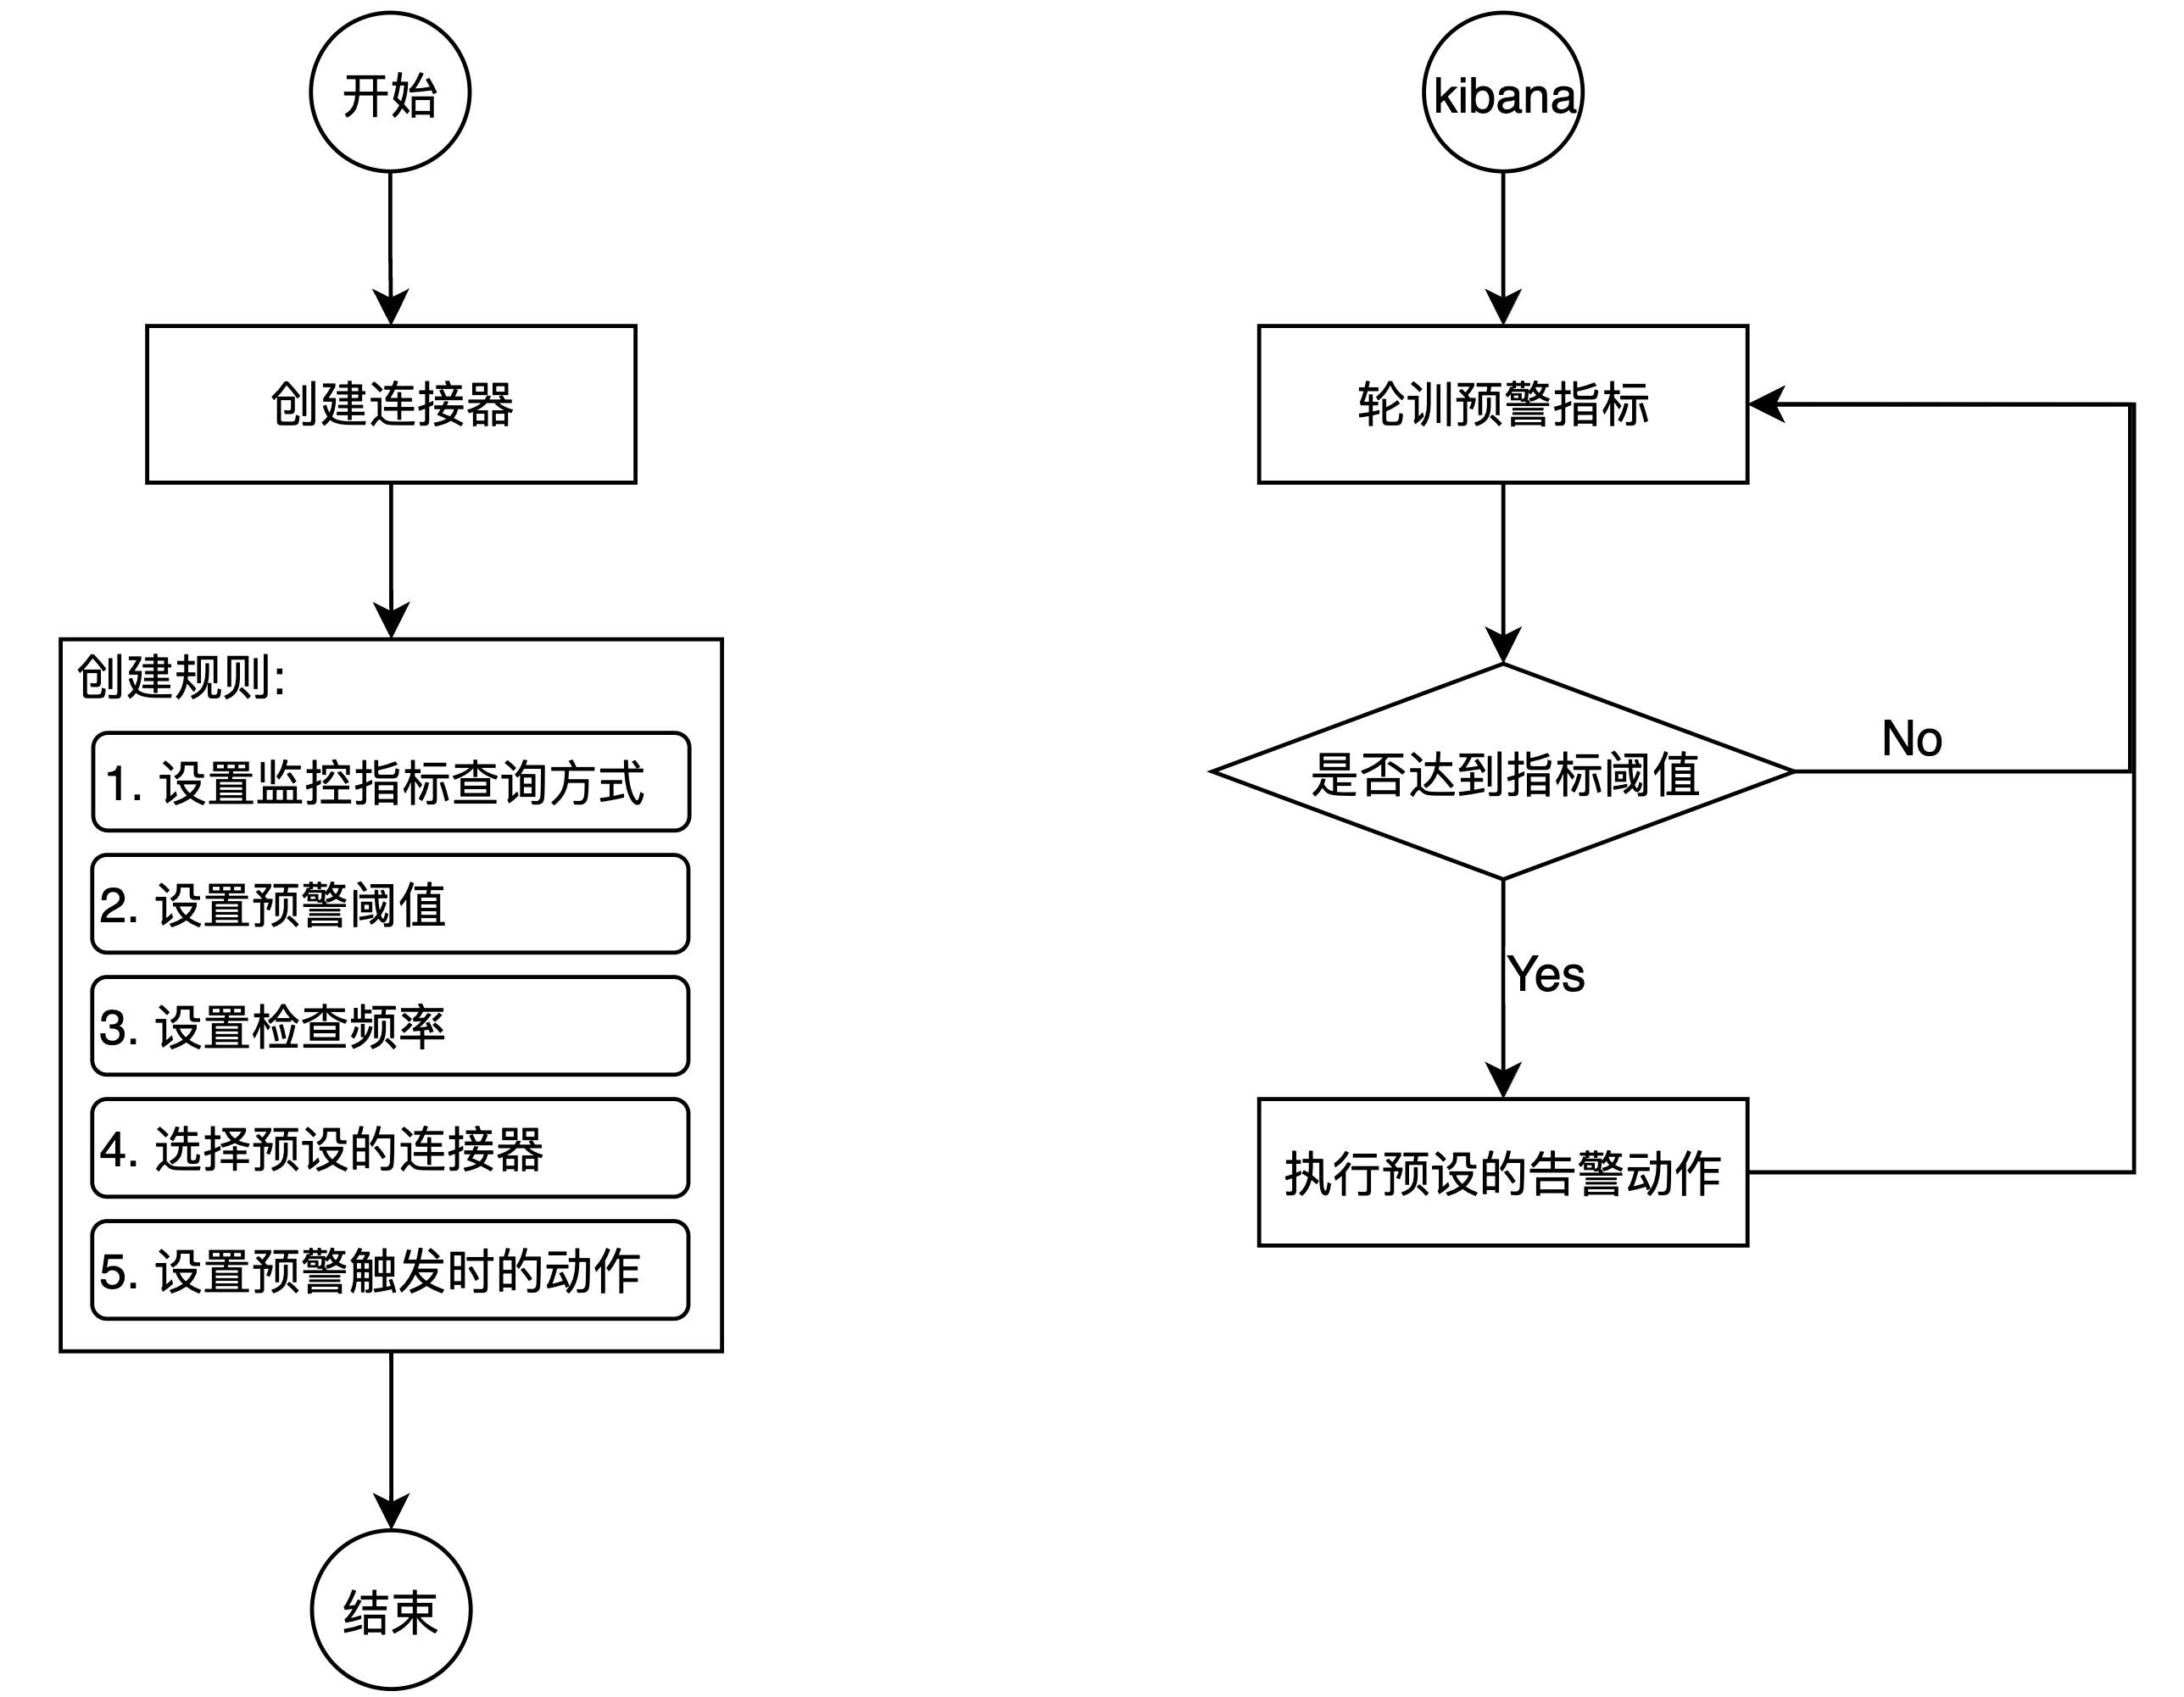 开始
创建连接器
创建规则:
1. 设置监控指标查询方式
2. 设置预警阈值
3. 设置检查频率
4. 选择预设的连接器
5. 设置预警触发时的动作
结束
kibana
轮训预警指标
是否达到指标阈值
No
Yes
执行预设的告警动作